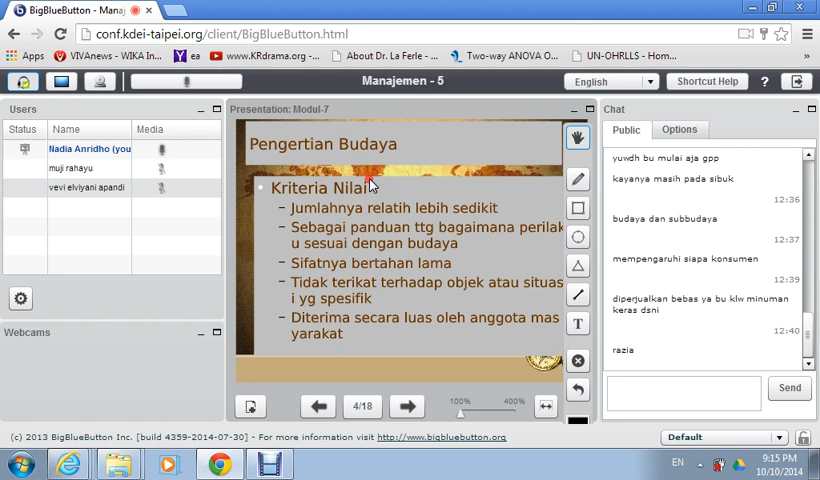 BigBlueButton - Mana
conf.kdei-taipei.org/client/BigBlueButton.html
Apps
VIVAnews - WIKA In...
ea
www.KRdrama.org -...
About Dr. La Ferle -...
Two-way ANOVA O...
UN-OHRLLS - Hom...
Manajemen - 5
English
Shortcut Help
?
Users
Status
Name
Media
Nadia Anridho (you
muji rahayu
vevi elviyani apandi
Webcams
Presentation: Modul-7
Pengertian Budaya
Kriteria Nilai
– Jumlahnya relatih lebih sedikit
– Sebagai panduan ttg bagaimana perilak
u sesuai dengan budaya
– Sifatnya bertahan lama
– Tidak terikat terhadap objek atau situas
i yg spesifik
– Diterima secara luas oleh anggota mas
yarakat
T
4/18
100%
400%
Chat
Public
Options
yuwdh bu mulai aja gpp
kayanya masih pada sibuk
12:36
budaya dan subbudaya
12:37
mempengaruhi siapa konsumen
12:39
diperjualkan bebas ya bu klw minuman
keras dsni
12:40
razia
Send
(c) 2013 BigBlueButton Inc. [build 4359-2014-07-30] - For more information visit http://www.bigbluebutton.org
Default
EN
9:15 PM
10/10/2014